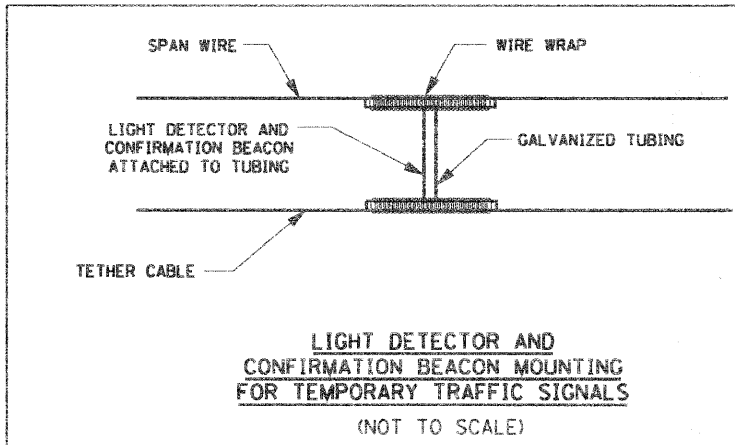 SPAN WIRE
WIRE WRAP
LIGHT DETECTOR AND
CONFIRMATION BEACON
ATTACHED TO TUBING
GALVANIZED TUBING
TETHER CABLE
LIGHT DETECTOR AND
CONFIRMATION BEACON MOUNTING
FOR TEMPORARY TRAFFIC SIGNALS
(NOT TO SCALE)